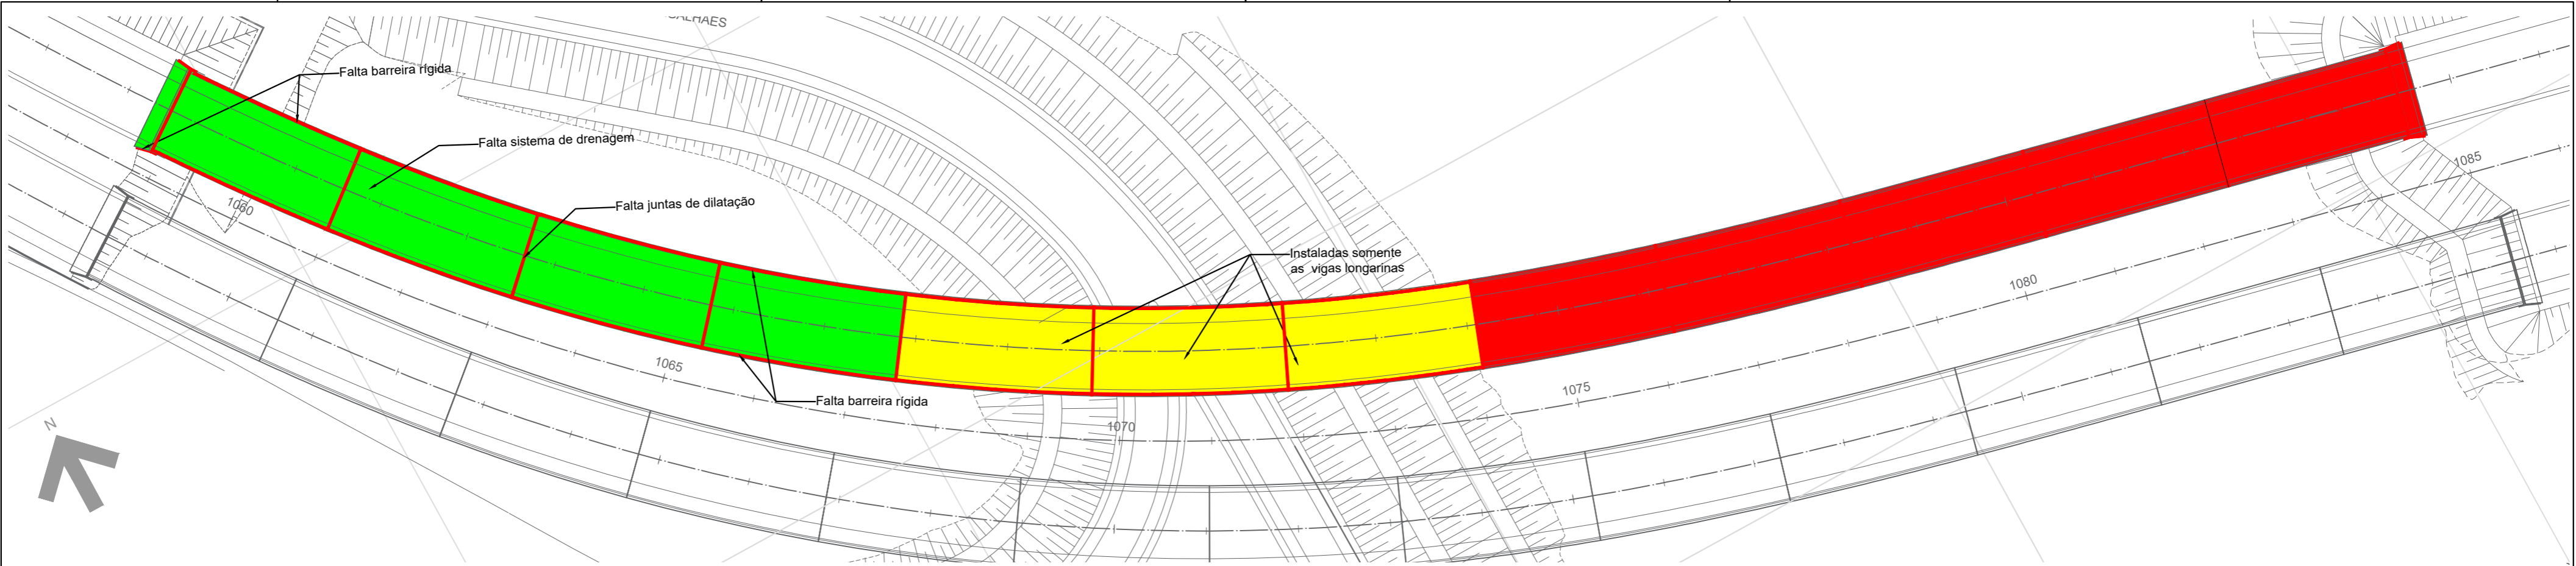 Falta barreira rígida
Falta sistema de drenagem
Falta juntas de dilatação
Instaladas somente
as vigas longarinas
Falta barreira rígida
1060
1065
1070
1075
1080
1085
N